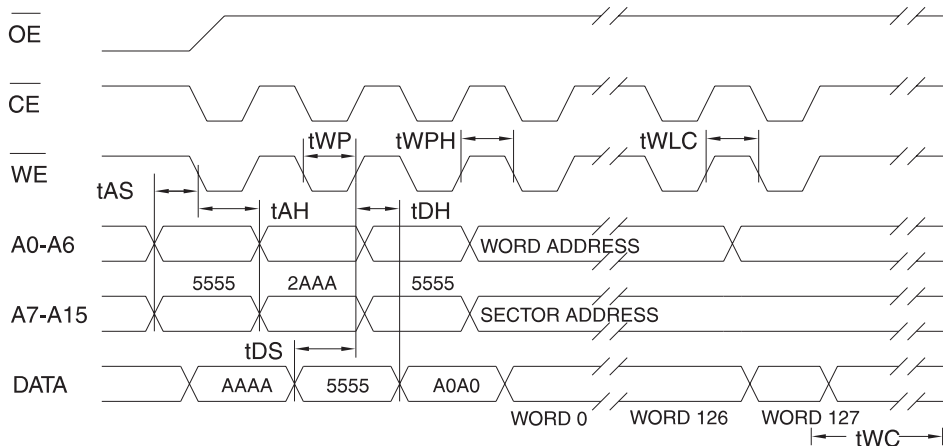 OE
CE
tWP tWPH tWLC
WE
tAS
tAH tDH
A0-A6 WORD ADDRESS
5555 2AAA 5555
A7-A15 SECTOR ADDRESS
tDS
DATA AAAA 5555 A0A0
WORD 0 WORD 126 WORD 127
tWC